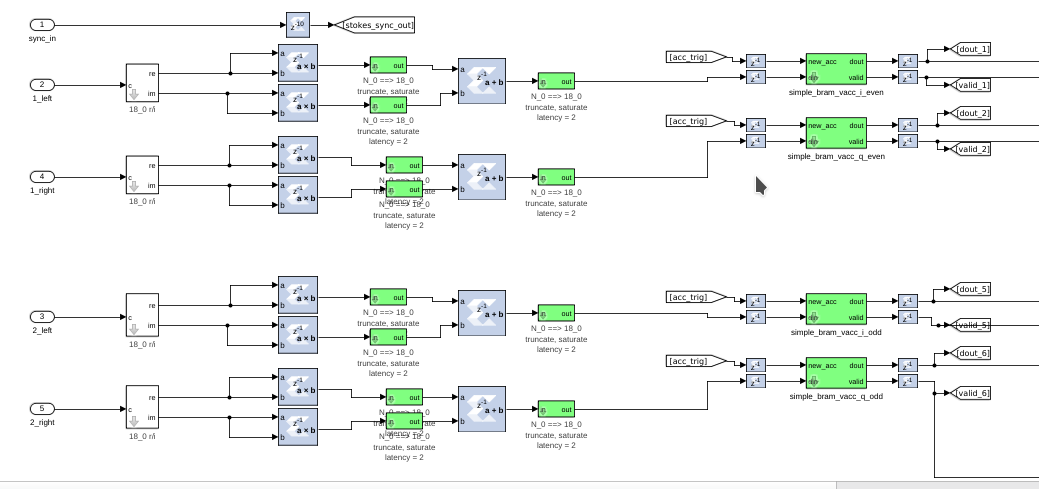 1
sync_in
z-10
[stokes_sync_out]
2
1_left
c
re
im
18_0 r/i
a
b
z-1
a × b
a
b
z-1
a × b
in
out
N_0 ==> 18_0
truncate, saturate
in
out
N_0 ==> 18_0
truncate, saturate
latency = 2
a
b
z-1
a + b
in
out
N_0 ==> 18_0
truncate, saturate
latency = 2
[acc_trig]
z-1
z-1
new_acc
dout
valid
simple_bram_vacc_i_even
z-1
z-1
[dout_1]
[valid_1]
4
1_right
c
re
im
18_0 r/i
a
b
z-1
a × b
a
b
z-1
a × b
in
out
N_0 ==> 18_0
in
out
latency = 2
N_0 ==> 18_0
truncate, saturate
latency = 2
a
b
z-1
a + b
in
out
N_0 ==> 18_0
truncate, saturate
latency = 2
[acc_trig]
z-1
z-1
new_acc
dout
valid
simple_bram_vacc_q_even
z-1
z-1
[dout_2]
[valid_2]
3
2_left
c
re
im
18_0 r/i
a
b
z-1
a × b
a
b
z-1
a × b
in
out
N_0 ==> 18_0
truncate, saturate
in
out
N_0 ==> 18_0
truncate, saturate
latency = 2
a
b
z-1
a + b
in
out
N_0 ==> 18_0
truncate, saturate
latency = 2
[acc_trig]
z-1
z-1
new_acc
dout
valid
simple_bram_vacc_i_odd
z-1
z-1
[dout_5]
[valid_5]
5
2_right
c
re
im
18_0 r/i
a
b
z-1
a × b
a
b
z-1
a × b
in
out
N_0 ==> 18_0
in
out
latency = 2
N_0 ==> 18_0
truncate, saturate
latency = 2
a
b
z-1
a + b
in
out
N_0 ==> 18_0
truncate, saturate
latency = 2
[acc_trig]
z-1
z-1
new_acc
dout
valid
simple_bram_vacc_q_odd
z-1
z-1
[dout_6]
[valid_6]